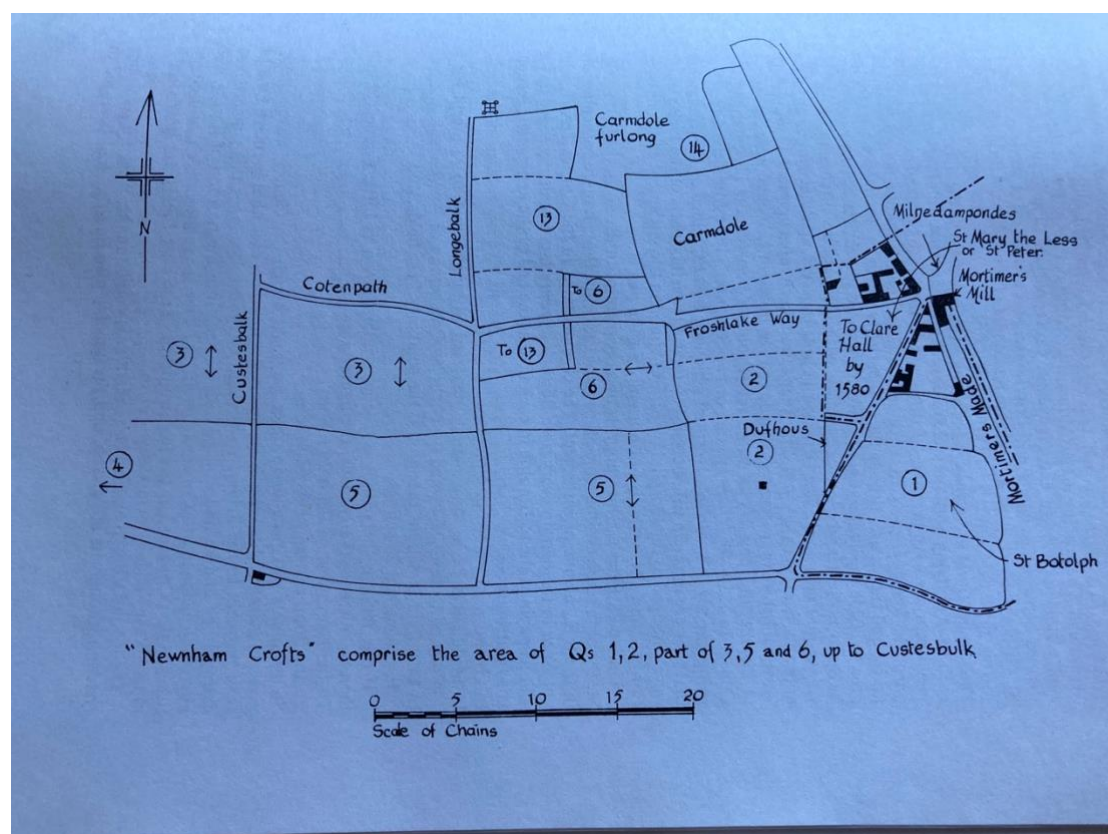 Carmdole
furlong
14
N
Longebalk
13
Carmdole
Milnedampondes
St Mary the Less
or St Peter.
Mortimer's
Mill
Cotenpath
To 6
Froshlake Way
To 13
To Clare
Hall
by
1580
3
Custesbalk
3
6
2
Mortimers Made
Dufhous
2
4
5
5
1
St Botolph
"Newnham Crofts" comprise the area of Qs 1, 2, part of 3, 5 and 6, up to Custesbulk
0 5 10 15 20
Scale of Chains